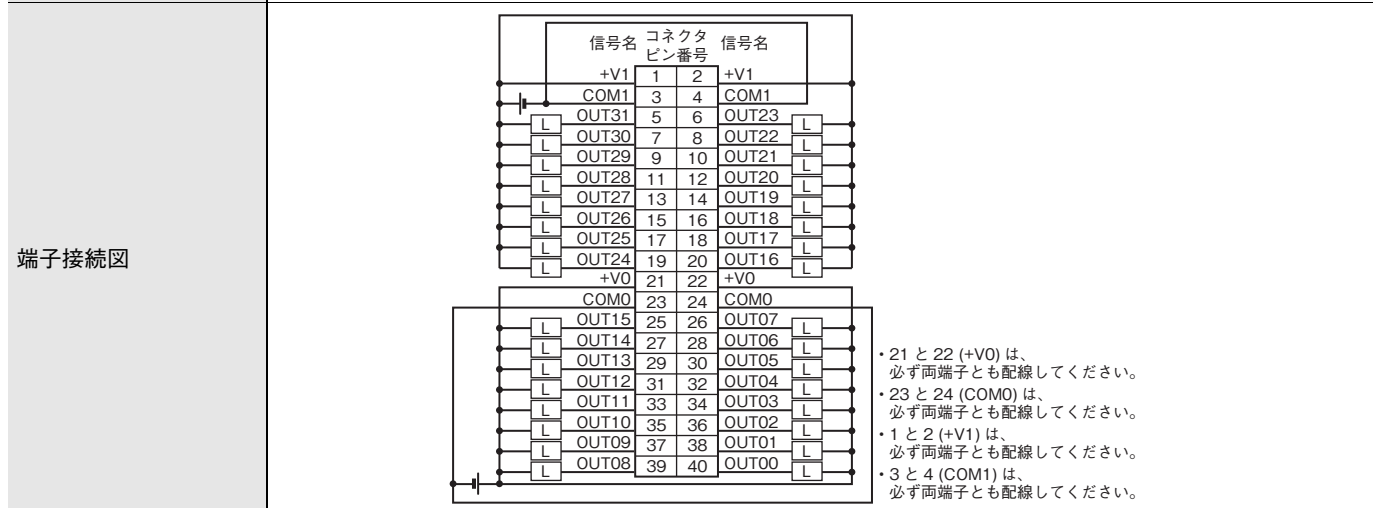 端子接続図
信号名 コネクタ ピン番号 信号名
+V1 1 2 +V1
COM1 3 4 COM1
L OUT31 5 6 OUT23 L
L OUT30 7 8 OUT22 L
L OUT29 9 10 OUT21 L
L OUT28 11 12 OUT20 L
L OUT27 13 14 OUT19 L
L OUT26 15 16 OUT18 L
L OUT25 17 18 OUT17 L
L OUT24 19 20 OUT16 L
+V0 21 22 +V0
COM0 23 24 COM0
L OUT15 25 26 OUT07 L
L OUT14 27 28 OUT06 L
L OUT13 29 30 OUT05 L
L OUT12 31 32 OUT04 L
L OUT11 33 34 OUT03 L
L OUT10 35 36 OUT02 L
L OUT09 37 38 OUT01 L
L OUT08 39 40 OUT00 L
・21 と 22 (+V0) は、
必ず両端子とも配線してください。
・23 と 24 (COM0) は、
必ず両端子とも配線してください。
・1 と 2 (+V1) は、
必ず両端子とも配線してください。
・3 と 4 (COM1) は、
必ず両端子とも配線してください。